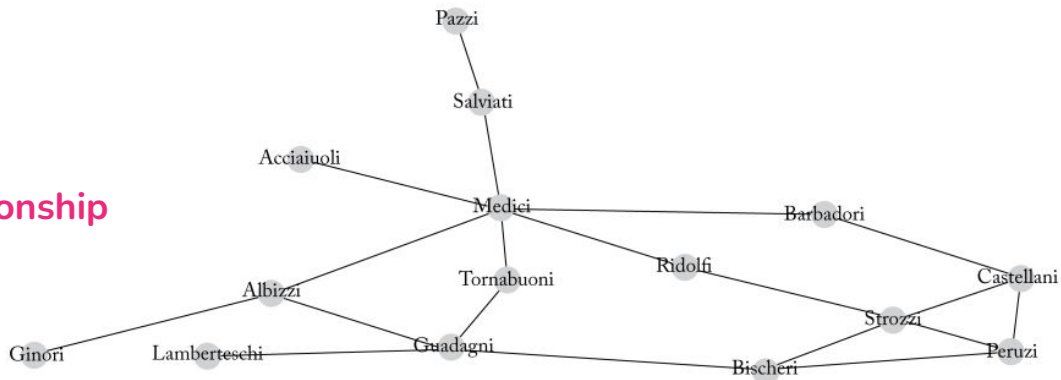 Pazzi
Salviati
Acciaiuoli
onship
Medici
Barbadori
Ridolfi
Tornabuoni
Castellani
Albizzi
Strozzi
Ginori
Lamberteschi
Guadagni
Peruzi
Bischeri